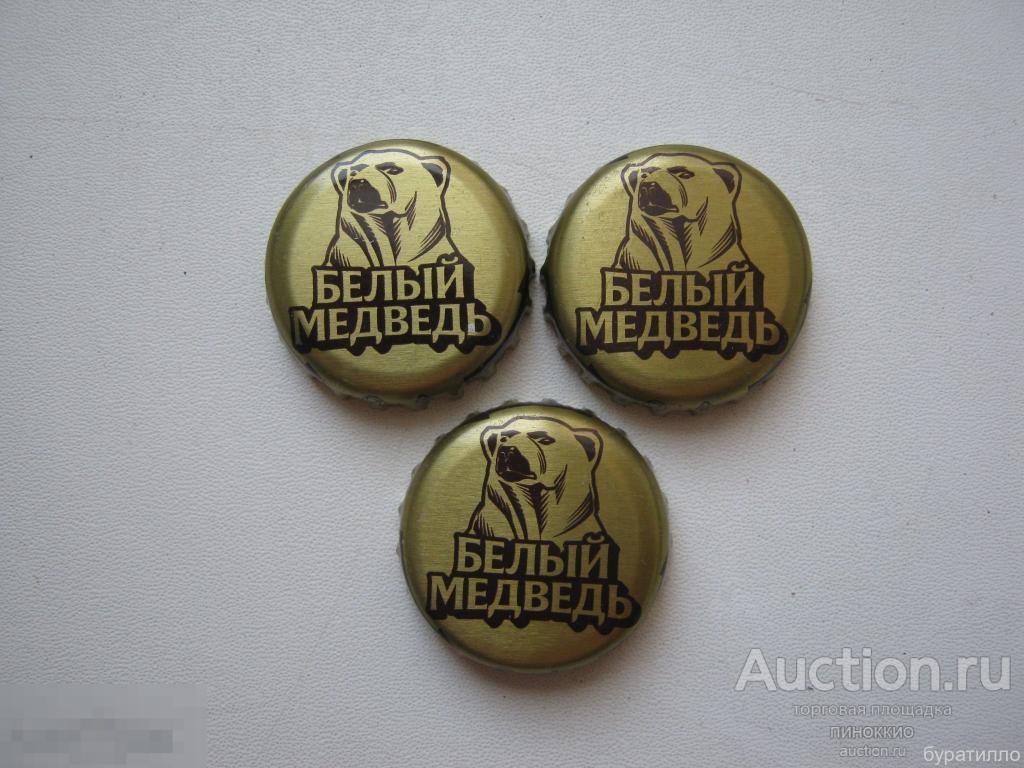 БЕЛЫЙ
МЕДВЕДЬ
БЕЛЫЙ
МЕДВЕДЬ
БЕЛЫЙ
МЕДВЕДЬ
Auction.ru
торговая площадка
ПИНОККИО
auction.ru
буратилло